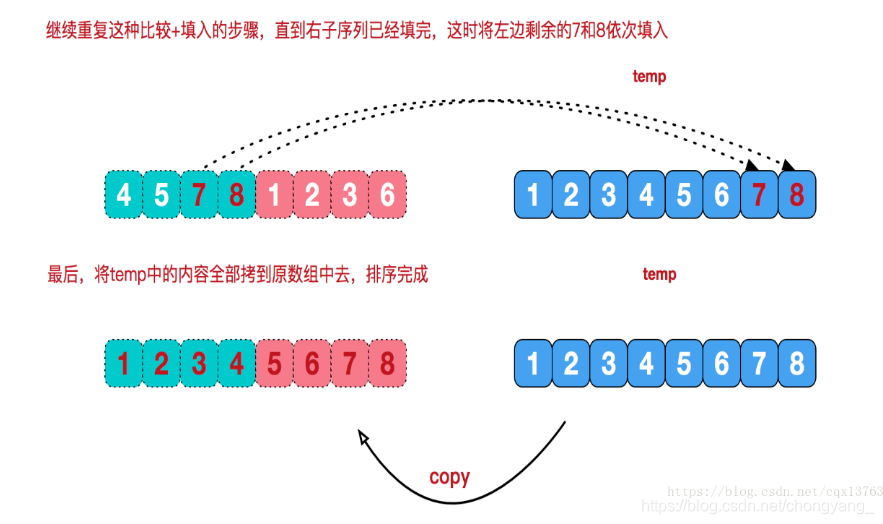 继续重复这种比较+填入的步骤，直到右子序列已经填完，这时将左边剩余的7和8依次填入
temp
4 5 7 8 1 2 3 6
1 2 3 4 5 6 7 8
最后，将temp中的内容全部拷到原数组中去，排序完成
temp
1 2 3 4 5 6 7 8
1 2 3 4 5 6 7 8
copy
https://blog.csdn.net/cqx13763
https://blog.csdn.net/chongyang_